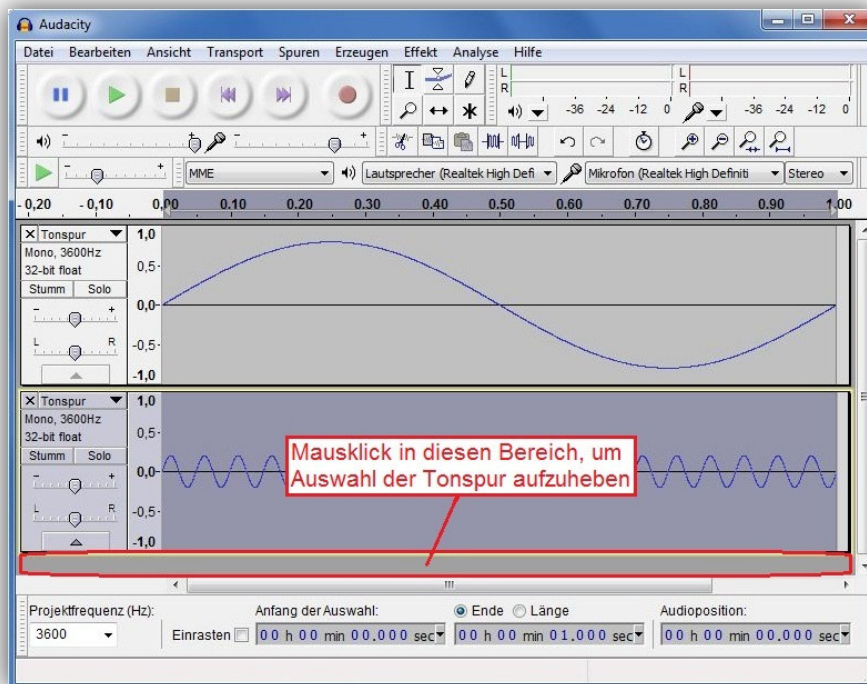 Audacity
Datei Bearbeiten Ansicht Transport Spuren Erzeugen Effekt Analyse Hilfe
L
R
-36 -24 -12 0
L
R
-36 -24 -12 0
MME
Lautsprecher (Realtek High Defi
Mikrofon (Realtek High Definiti
Stereo
- 0,20 - 0,10 0,00 0.10 0.20 0.30 0.40 0.50 0.60 0.70 0.80 0.90 1.00
X Tonspur
Mono, 3600Hz
32-bit float
Stumm Solo
- +
L R
1,0
0,5-
0,0-
-0,5-
-1,0
X Tonspur
Mono, 3600Hz
32-bit float
Stumm Solo
- +
L R
1,0
0,5-
0,0-
-0,5-
-1,0
Mausklick in diesen Bereich, um
Auswahl der Tonspur aufzuheben
Projektfrequenz (Hz):
3600
Einrasten
Anfang der Auswahl:
00 h 00 min 00.000 sec
Ende Länge
00 h 00 min 01.000 sec
Audioposition:
00 h 00 min 00.000 sec